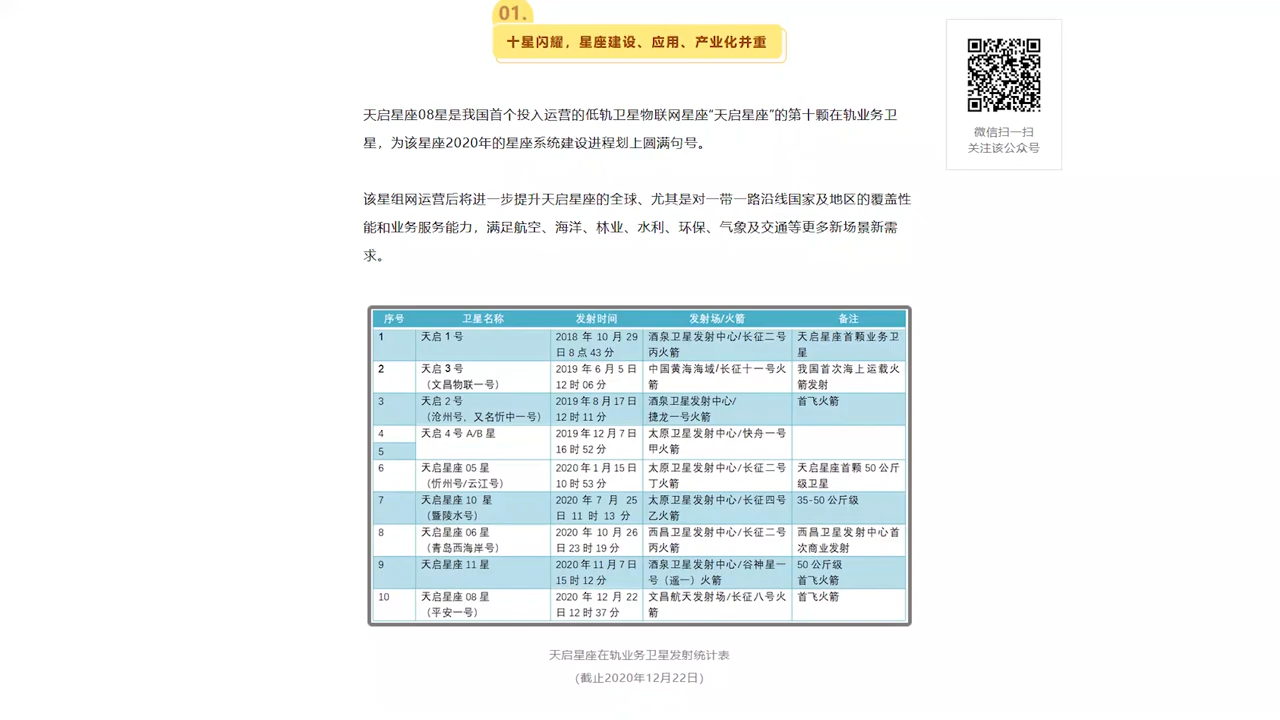 01.
十星闪耀，星座建设、应用、产业化并重
微信扫一扫
关注该公众号
天启星座08星是我国首个投入运营的低轨卫星物联网星座“天启星座”的第十颗在轨业务卫
星，为该星座2020年的星座系统建设进程划上圆满句号。
该星组网运营后将进一步提升天启星座的全球、尤其是对一带一路沿线国家及地区的覆盖性
能和业务服务能力，满足航空、海洋、林业、水利、环保、气象及交通等更多新场景新需
求。
序号 卫星名称 发射时间 发射场/火箭 备注
1 天启1号 2018年10月29 酒泉卫星发射中心/长征二号 天启星座首颗业务卫
日8点43分 丙火箭 星
2 天启3号 2019年6月5日 中国黄海海域/长征十一号火 我国首次海上运载火
（文昌物联一号） 12时06分 箭 箭发射
3 天启2号 2019年8月17日 酒泉卫星发射中心/ 首飞火箭
（沧州号、又名忻中一号） 12时11分 捷龙一号火箭
4 天启4号A/B星 2019年12月7日 太原卫星发射中心/快舟一号
5 16时52分 甲火箭
6 天启星座05星 2020年1月15日 太原卫星发射中心/长征二号 天启星座首颗50公斤
（忻州号/云江号） 10时53分 丁火箭 级卫星
7 天启星座10星 2020年7月25 太原卫星发射中心/长征四号 35-50公斤级
（暨陵水号） 日11时13分 乙火箭
8 天启星座06星 2020年10月26 西昌卫星发射中心/长征二号 西昌卫星发射中心首
（青岛西海岸号） 日23时19分 丙火箭 次商业发射
9 天启星座11星 2020年11月7日 酒泉卫星发射中心/谷神星一 50公斤级
15时12分 号（遥一）火箭 首飞火箭
10 天启星座08星 2020年12月22 文昌航天发射场/长征八号火 首飞火箭
（平安一号） 日12时37分 箭
天启星座在轨业务卫星发射统计表
(截止2020年12月22日)